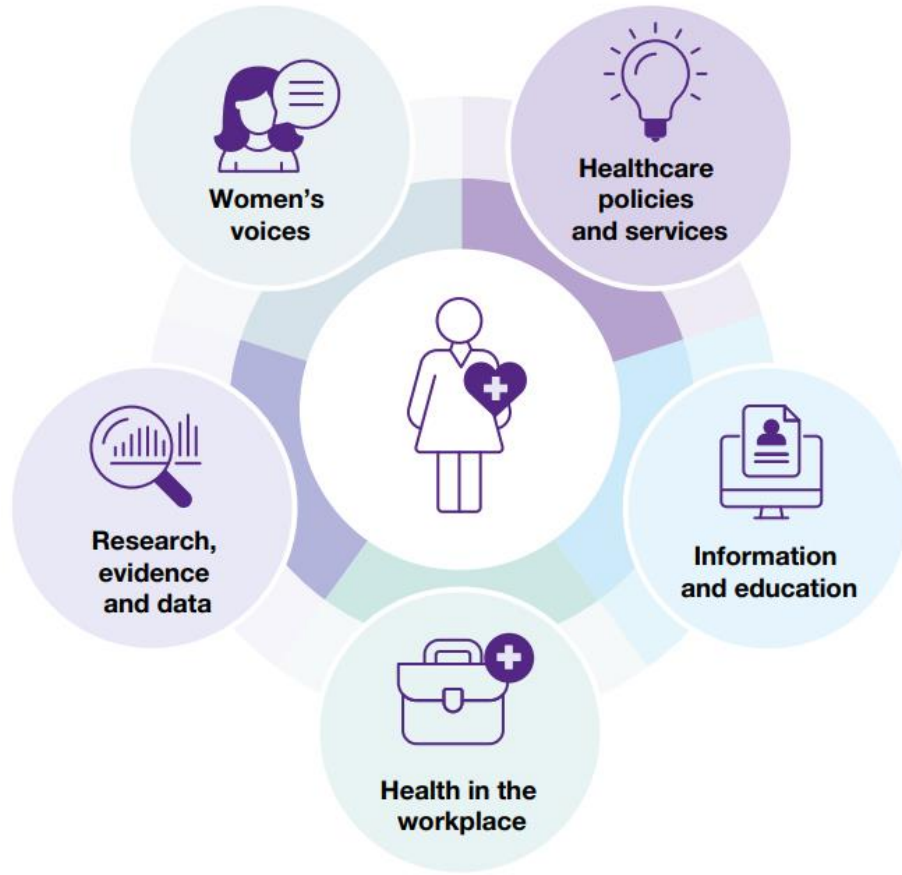 Women's
voices
Healthcare
policies
and services
Information
and education
Health in the
workplace
Research,
evidence
and data